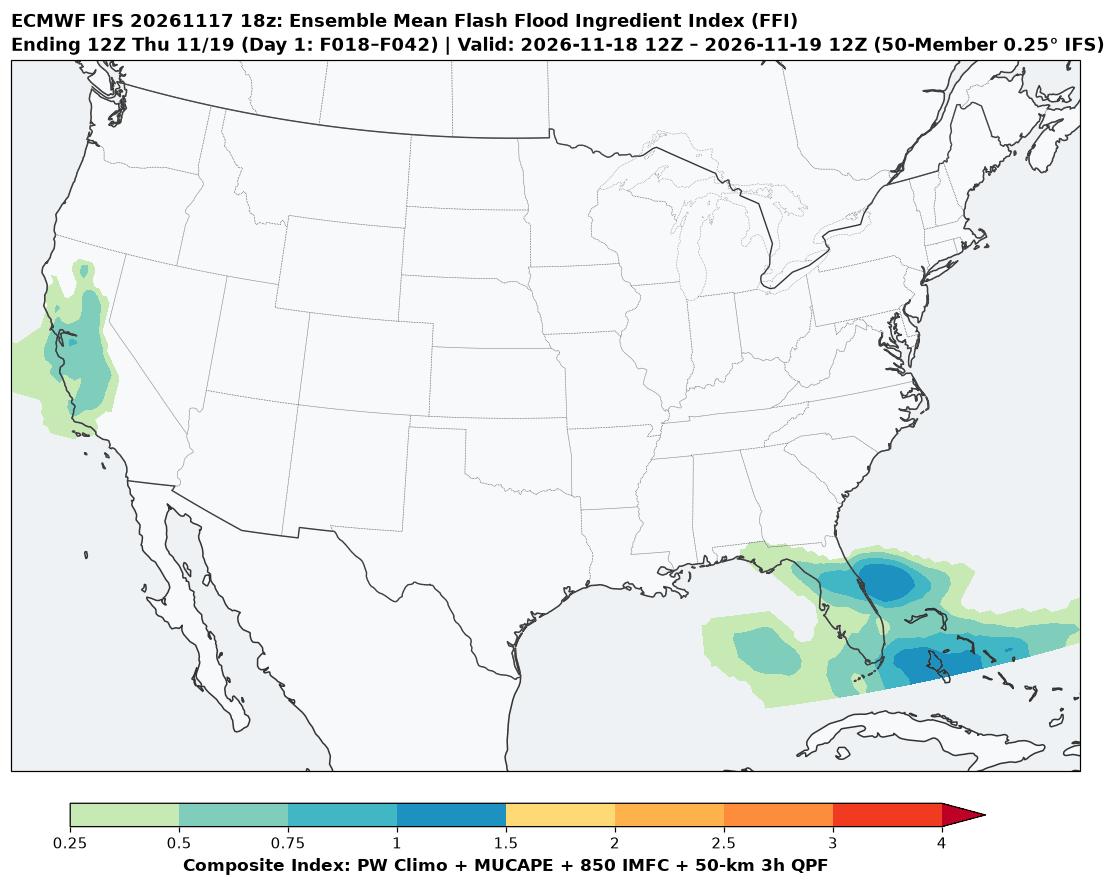 ECMWF IFS 20261117 18z: Ensemble Mean Flash Flood Ingredient Index (FFI)
Ending 12Z Thu 11/19 (Day 1: F018–F042) | Valid: 2026-11-18 12Z – 2026-11-19 12Z (50-Member 0.25° IFS)
0.25 0.5 0.75 1 1.5 2 2.5 3 4
Composite Index: PW Climo + MUCAPE + 850 IMFC + 50-km 3h QPF